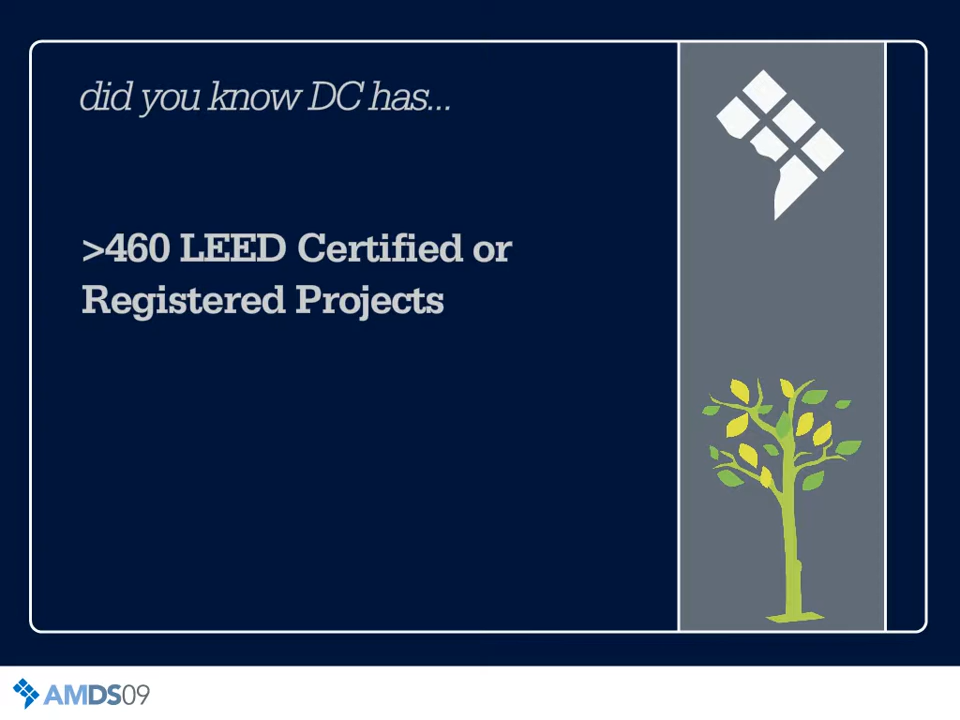 did you know DC has...
>460 LEED Certified or
Registered Projects
AMDS09